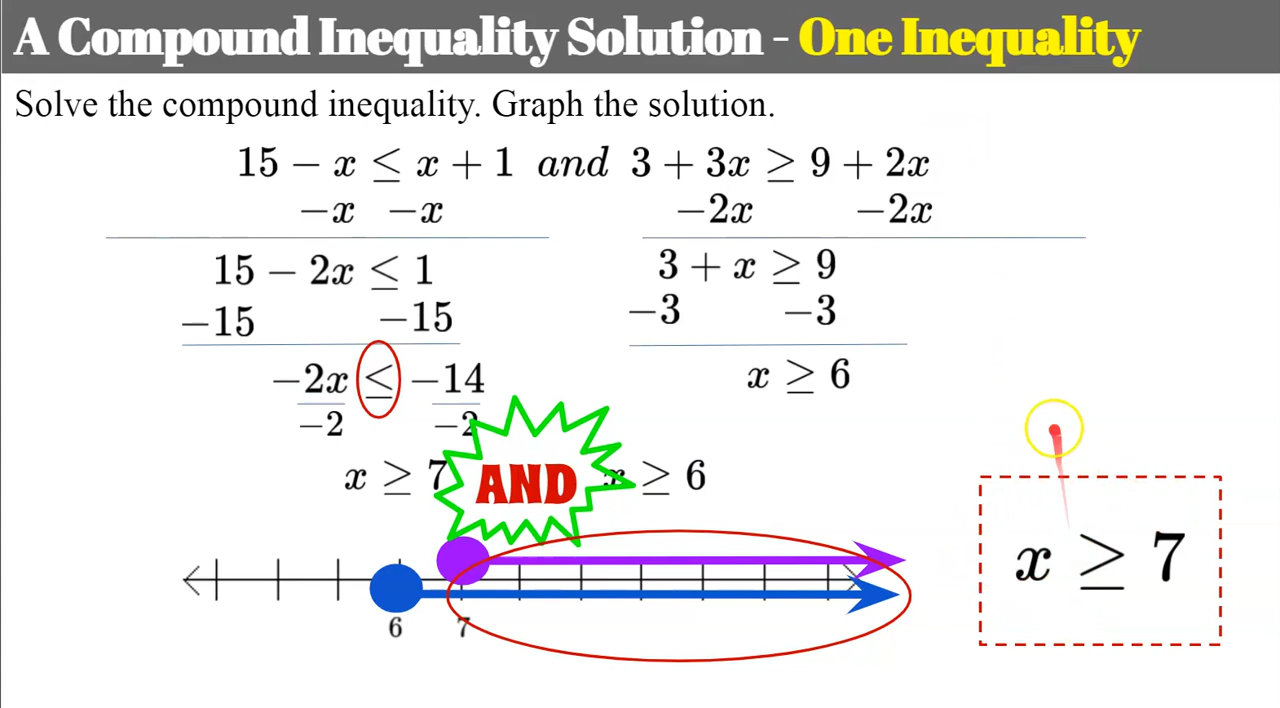 A Compound Inequality Solution - One Inequality
Solve the compound inequality. Graph the solution.
15 − x ≤ x + 1 and 3 + 3x ≥ 9 + 2x
−x −x −2x −2x
15 − 2x ≤ 1 3 + x ≥ 9
−15 −15 −3 −3
−2x ≤ −14 x ≥ 6
−2 −2
x ≥ 7 AND x ≥ 6
x ≥ 7
6 7